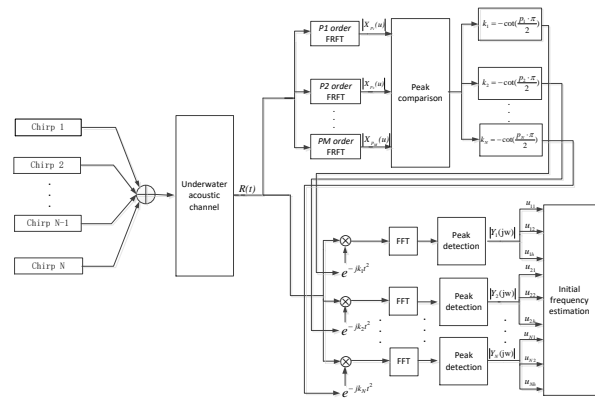 Chirp 1
Chirp 2
Chirp N-1
Chirp N
Underwater
acoustic
channel
R(t)
P1 order
FRFT
|X_{P_1}(u)|
P2 order
FRFT
|X_{P_2}(u)|
PM order
FRFT
|X_{P_M}(u)|
Peak
comparison
k_1 = -cot(p_1·π/2)
k_2 = -cot(p_2·π/2)
k_N = -cot(p_N·π/2)
FFT
Peak
detection
|Y_1(jw)|
e^{-jk_1t^2}
FFT
Peak
detection
|Y_2(jw)|
e^{-jk_2t^2}
FFT
Peak
detection
|Y_N(jw)|
e^{-jk_Nt^2}
u_{11}
u_{12}
u_{1h}
u_{21}
u_{22}
u_{2h}
u_{N1}
u_{N2}
u_{Nh}
Initial
frequency
estimation